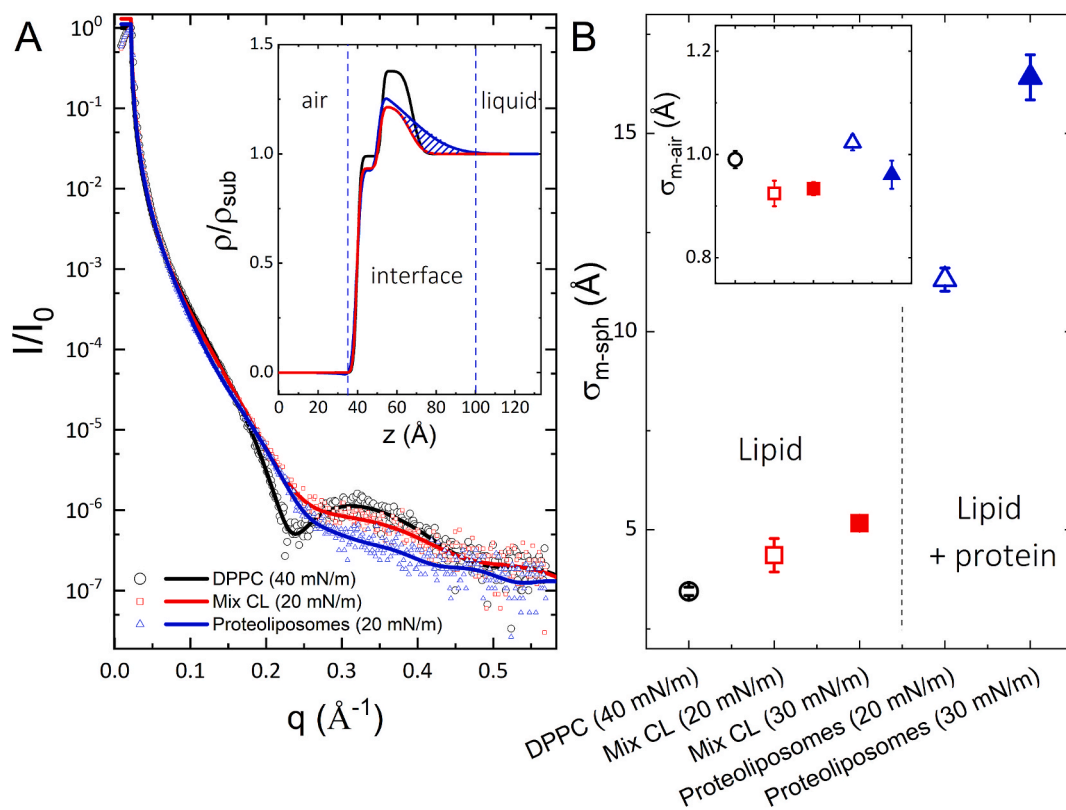 A
I/I₀
10⁰
10⁻¹
10⁻²
10⁻³
10⁻⁴
10⁻⁵
10⁻⁶
10⁻⁷
0.0 0.1 0.2 0.3 0.4 0.5
q (Å⁻¹)
DPPC (40 mN/m)
Mix CL (20 mN/m)
Proteoliposomes (20 mN/m)
ρ/ρsub
1.5
1.0
0.5
0.0
air
liquid
interface
0 20 40 60 80 100 120
z (Å)
B
σm-sph (Å)
15
10
5
σm-air (Å)
1.2
1.0
0.8
Lipid
Lipid
+ protein
DPPC (40 mN/m)
Mix CL (20 mN/m)
Mix CL (30 mN/m)
Proteoliposomes (20 mN/m)
Proteoliposomes (30 mN/m)